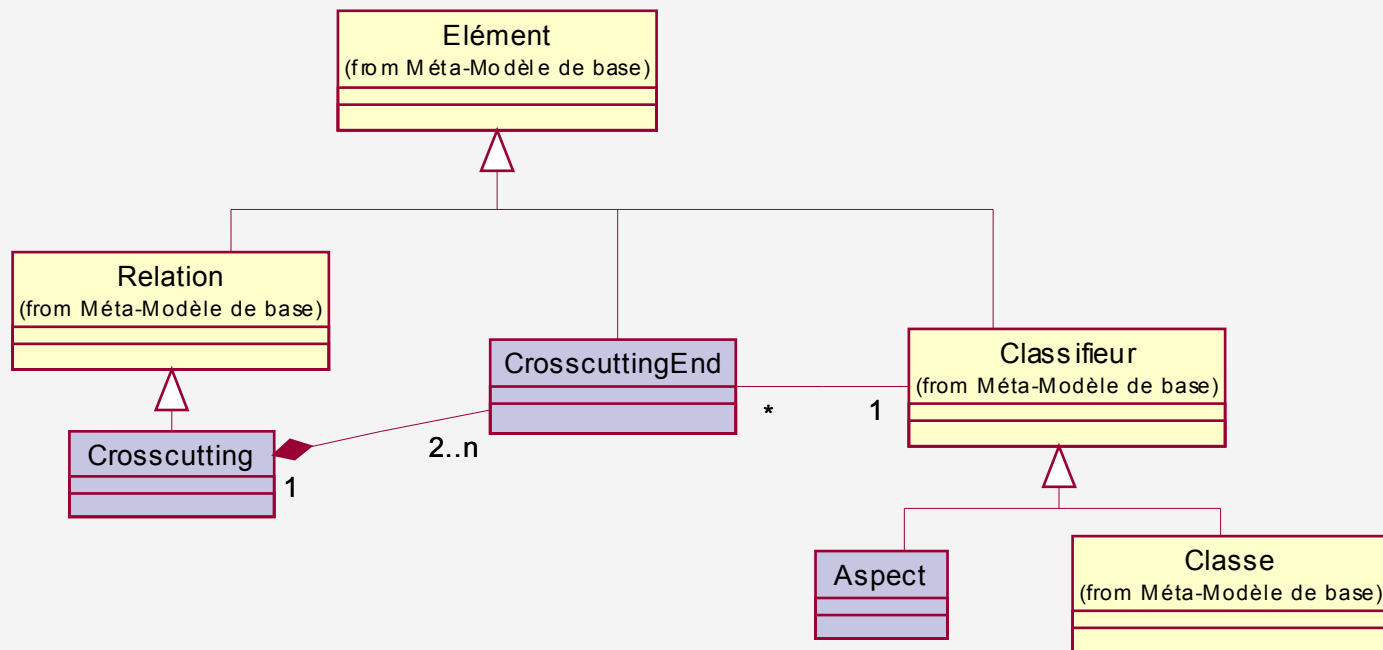 Elément
(from Méta-Modèle de base)
Relation
(from Méta-Modèle de base)
CrosscuttingEnd
Classifieur
(from Méta-Modèle de base)
* 1
Crosscutting
2..n
1
Aspect
Classe
(from Méta-Modèle de base)